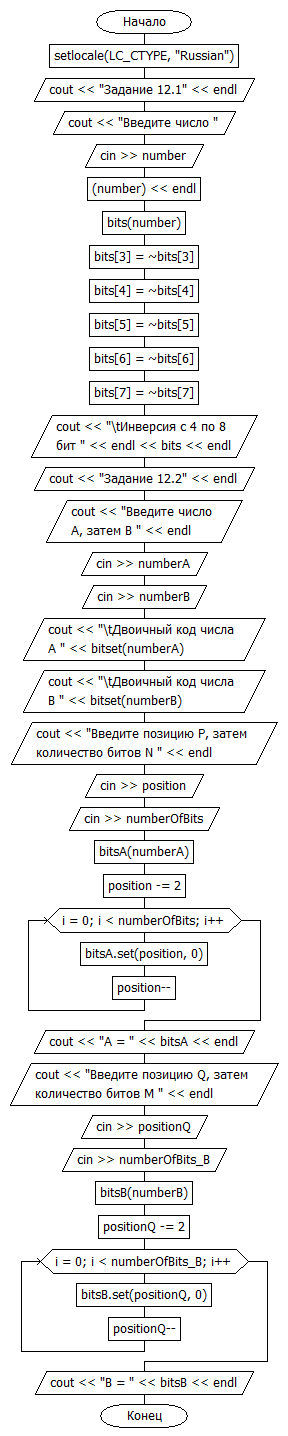 Начало
setlocale(LC_CTYPE, "Russian")
cout << "Задание 12.1" << endl
cout << "Введите число "
cin >> number
(number) << endl
bits(number)
bits[3] = ~bits[3]
bits[4] = ~bits[4]
bits[5] = ~bits[5]
bits[6] = ~bits[6]
bits[7] = ~bits[7]
cout << "\tИнверсия с 4 по 8
бит " << endl << bits << endl
cout << "Задание 12.2" << endl
cout << "Введите число
A, затем B " << endl
cin >> numberA
cin >> numberB
cout << "\tДвоичный код числа
A " << bitset(numberA)
cout << "\tДвоичный код числа
B " << bitset(numberB)
cout << "Введите позицию P, затем
количество битов N " << endl
cin >> position
cin >> numberOfBits
bitsA(numberA)
position -= 2
i = 0; i < numberOfBits; i++
bitsA.set(position, 0)
position--
cout << "A = " << bitsA << endl
cout << "Введите позицию Q, затем
количество битов M " << endl
cin >> positionQ
cin >> numberOfBits_B
bitsB(numberB)
positionQ -= 2
i = 0; i < numberOfBits_B; i++
bitsB.set(positionQ, 0)
positionQ--
cout << "B = " << bitsB << endl
Конец